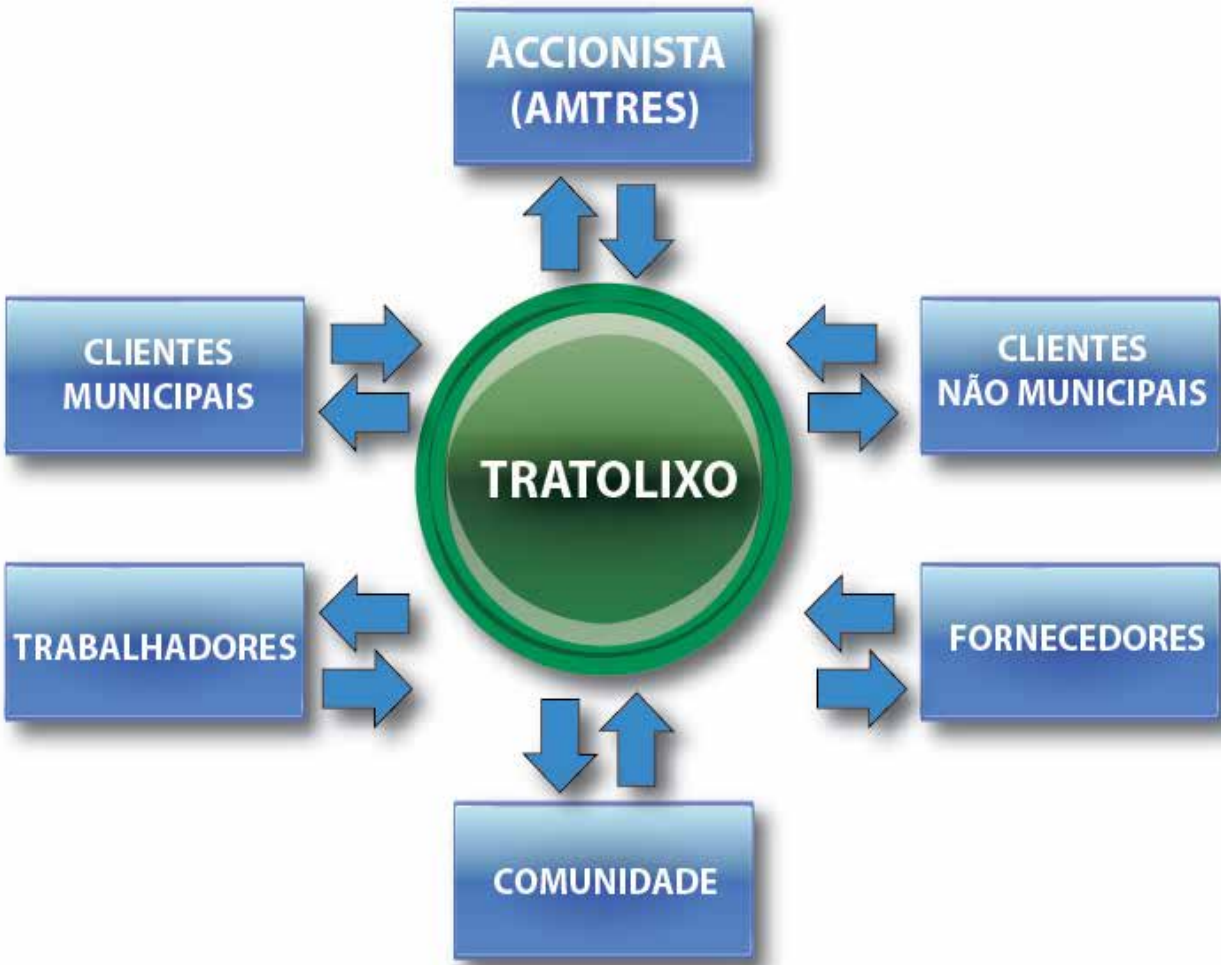 ACCIONISTA
(AMTRES)
CLIENTES
MUNICIPAIS
CLIENTES
NÃO MUNICIPAIS
TRATOLIXO
TRABALHADORES
FORNECEDORES
COMUNIDADE